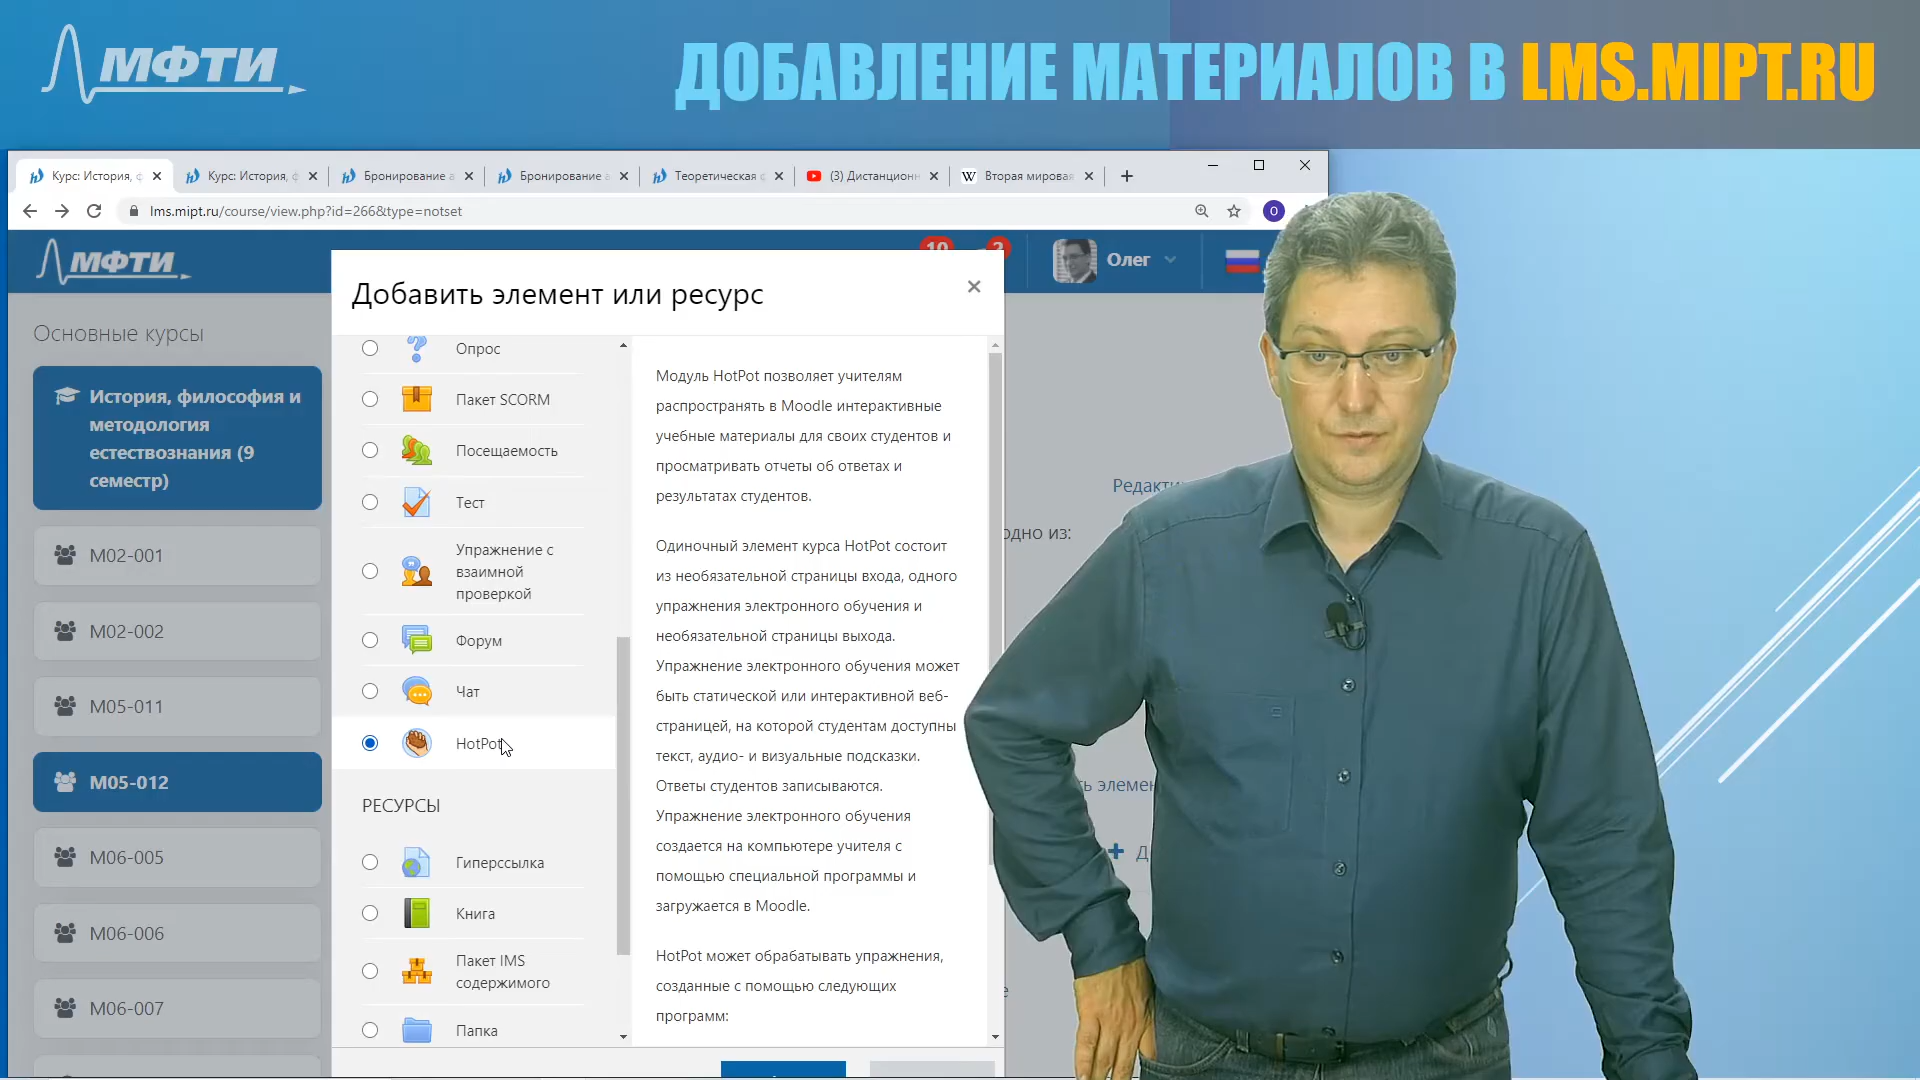 МФТИ
ДОБАВЛЕНИЕ МАТЕРИАЛОВ В LMS.MIPT.RU
Курс: История, ф
Курс: История, ф
Бронирование а
Бронирование а
Теоретическая ф
(3) Дистанцион
Вторая мировая
lms.mipt.ru/course/view.php?id=266&type=notset
О
МФТИ
10
2
Олег
Основные курсы
История, философия и
методология
естествознания (9
семестр)
М02-001
М02-002
М05-011
М05-012
М06-005
М06-006
М06-007
Добавить элемент или ресурс
Опрос
Пакет SCORM
Посещаемость
Тест
Упражнение с
взаимной
проверкой
Форум
Чат
HotPot
РЕСУРСЫ
Гиперссылка
Книга
Пакет IMS
содержимого
Папка
Модуль HotPot позволяет учителям
распространять в Moodle интерактивные
учебные материалы для своих студентов и
просматривать отчеты об ответах и
результатах студентов.
Одиночный элемент курса HotPot состоит
из необязательной страницы входа, одного
упражнения электронного обучения и
необязательной страницы выхода.
Упражнение электронного обучения может
быть статической или интерактивной веб-
страницей, на которой студентам доступны
текст, аудио- и визуальные подсказки.
Ответы студентов записываются.
Упражнение электронного обучения
создается на компьютере учителя с
помощью специальной программы и
загружается в Moodle.
HotPot может обрабатывать упражнения,
созданные с помощью следующих
программ:
Редакти
одно из:
ь элемен
Д